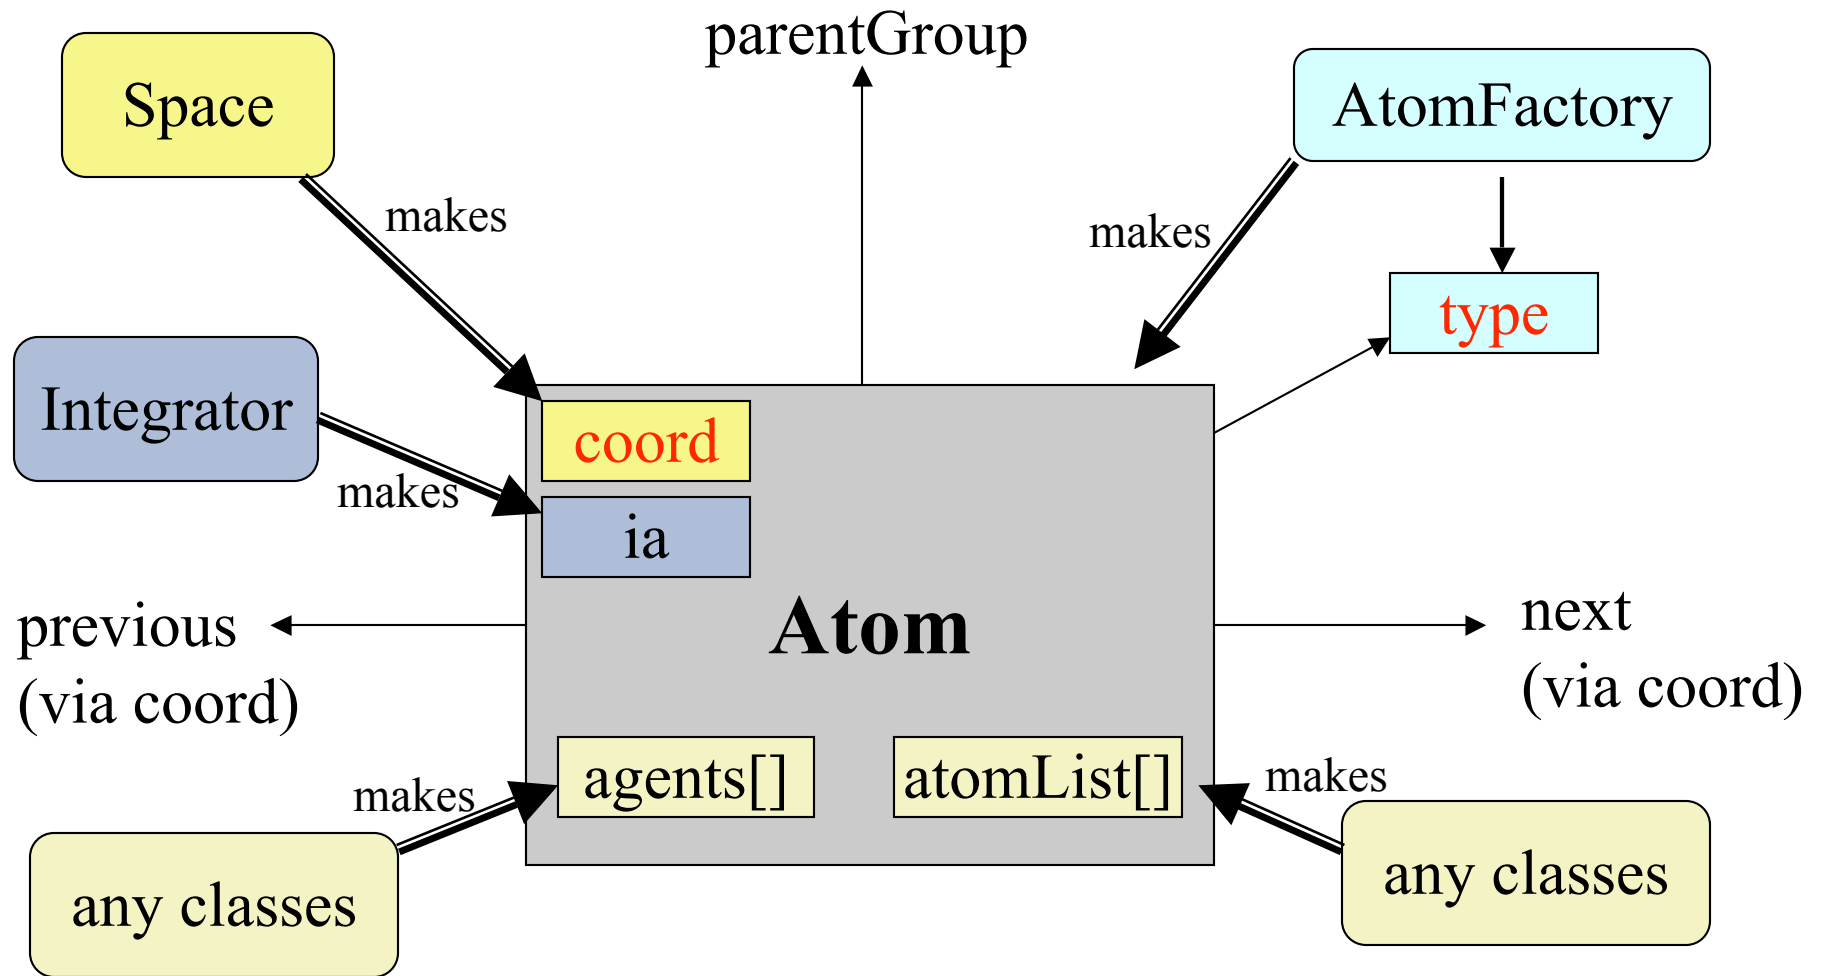 parentGroup
Space
AtomFactory
makes
makes
type
Integrator
coord
makes
ia
previous
(via coord)
Atom
next
(via coord)
agents[]
atomList[]
makes
makes
any classes
any classes